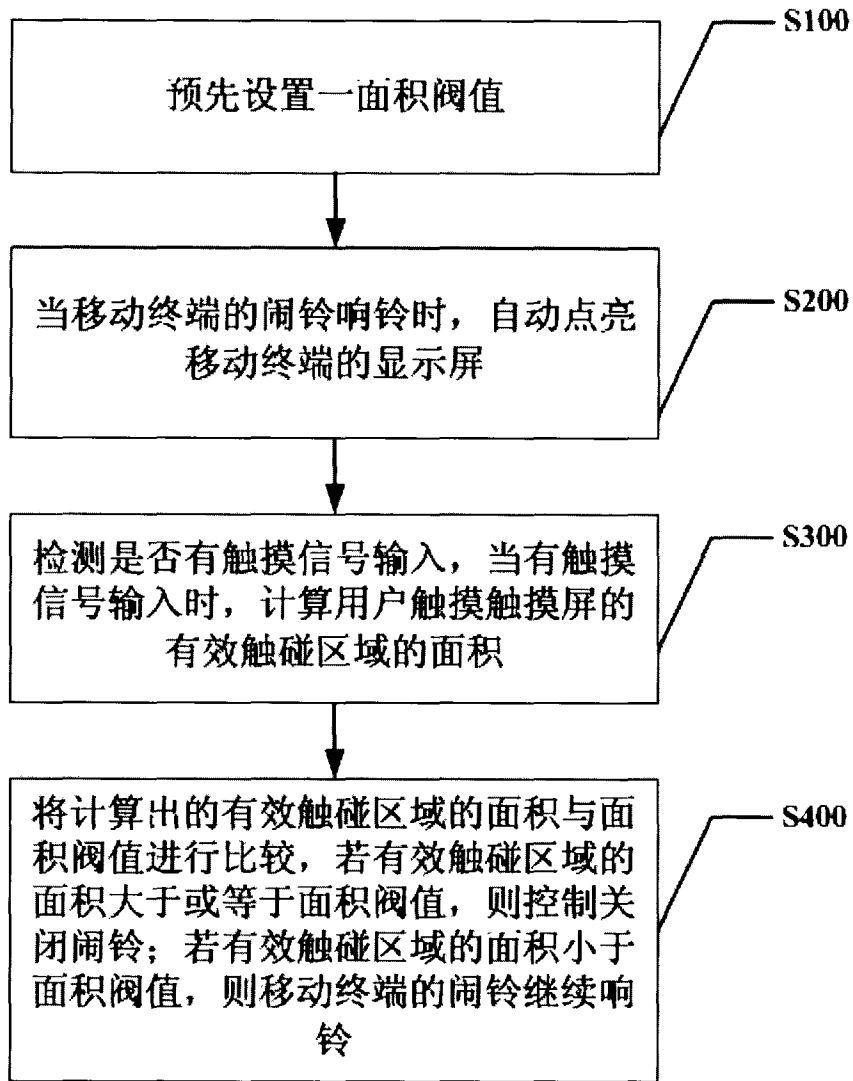 预先设置一面积阀值
S100
当移动终端的闹铃响铃时，自动点亮
移动终端的显示屏
S200
检测是否有触摸信号输入，当有触摸
信号输入时，计算用户触摸触摸屏的
有效触碰区域的面积
S300
将计算出的有效触碰区域的面积与面
积阀值进行比较，若有效触碰区域的
面积大于或等于面积阀值，则控制关
闭闹铃；若有效触碰区域的面积小于
面积阀值，则移动终端的闹铃继续响
铃
S400